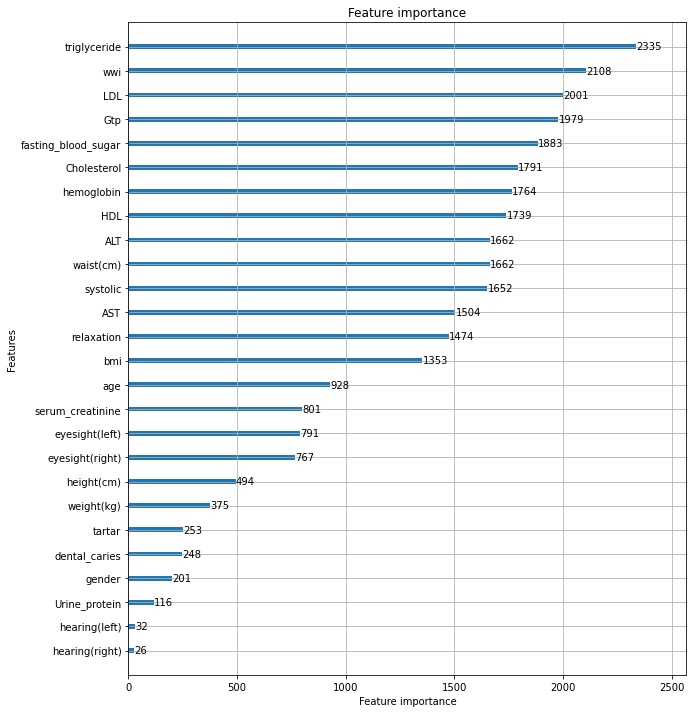 Feature importance
triglyceride 2335
wwi 2108
LDL 2001
Gtp 1979
fasting_blood_sugar 1883
Cholesterol 1791
hemoglobin 1764
HDL 1739
ALT 1662
waist(cm) 1662
systolic 1652
AST 1504
relaxation 1474
bmi 1353
age 928
serum_creatinine 801
eyesight(left) 791
eyesight(right) 767
height(cm) 494
weight(kg) 375
tartar 253
dental_caries 248
gender 201
Urine_protein 116
hearing(left) 32
hearing(right) 26
Features
0 500 1000 1500 2000 2500
Feature importance